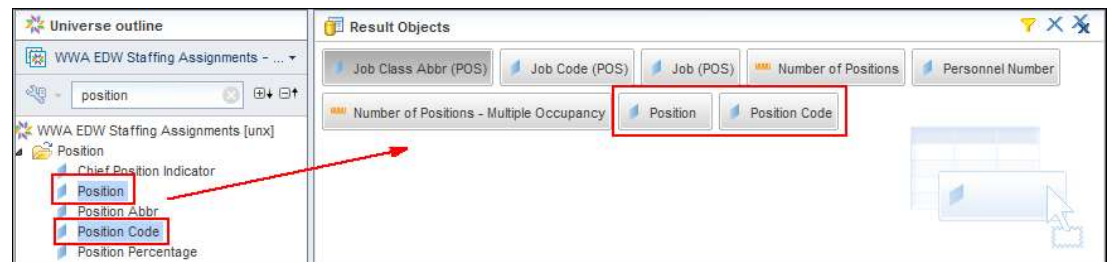 Universe outline
WWA EDW Staffing Assignments - ...
position
WWA EDW Staffing Assignments [unx]
Position
Chief Position Indicator
Position
Position Abbr
Position Code
Position Percentage
Result Objects
Job Class Abbr (POS) Job Code (POS) Job (POS) Number of Positions Personnel Number
Number of Positions - Multiple Occupancy Position Position Code